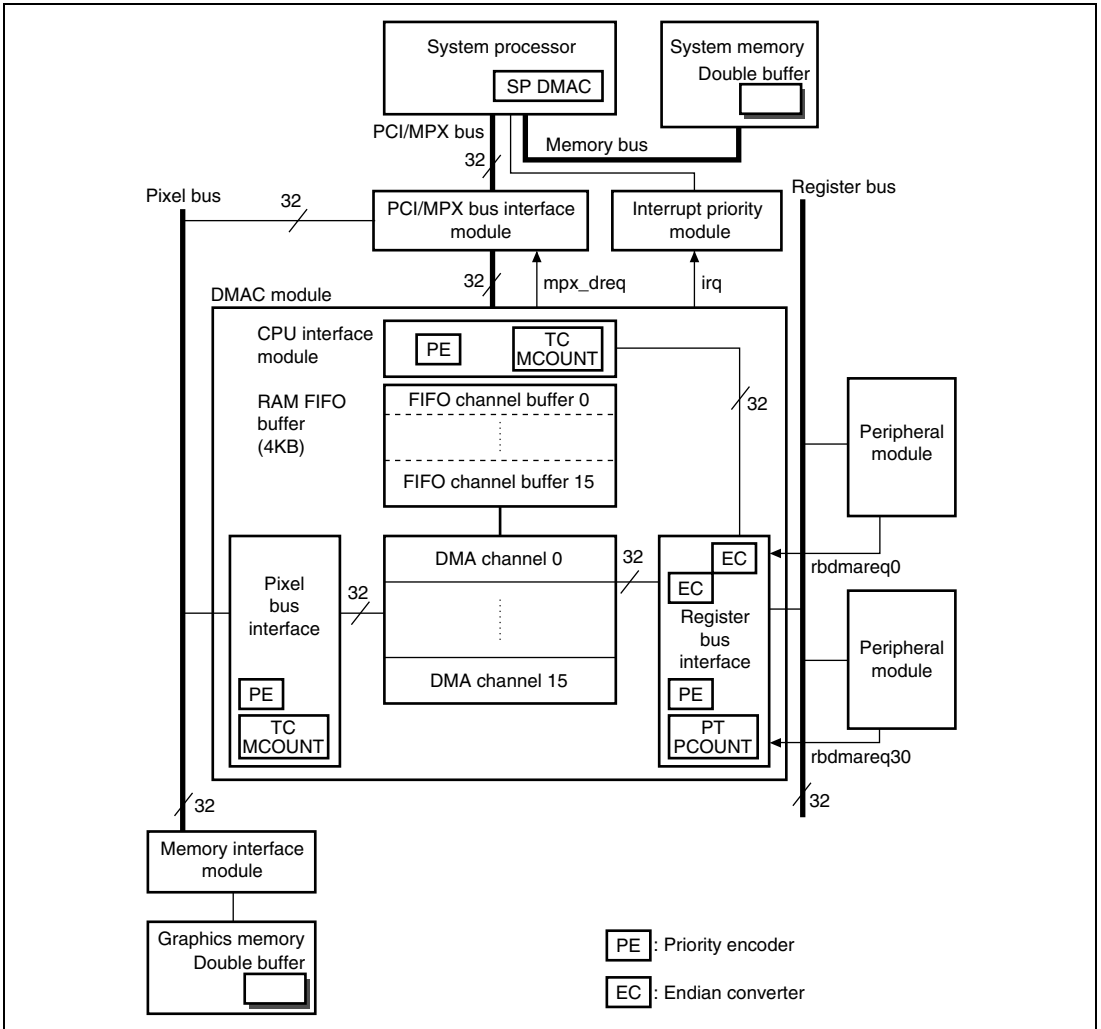 System processor
SP DMAC
System memory
Double buffer
PCI/MPX bus
32
Memory bus
Pixel bus
32
PCI/MPX bus interface
module
Interrupt priority
module
Register bus
32
mpx_dreq
irq
DMAC module
CPU interface
module
PE
TC
MCOUNT
32
RAM FIFO
buffer
(4KB)
FIFO channel buffer 0
FIFO channel buffer 15
Peripheral
module
rbdmareq0
Pixel
bus
interface
32
DMA channel 0
DMA channel 15
32
EC
EC
Register
bus
interface
PE
TC
MCOUNT
PE
PT
PCOUNT
Peripheral
module
rbdmareq30
32
32
Memory interface
module
Graphics memory
Double buffer
PE : Priority encoder
EC : Endian converter